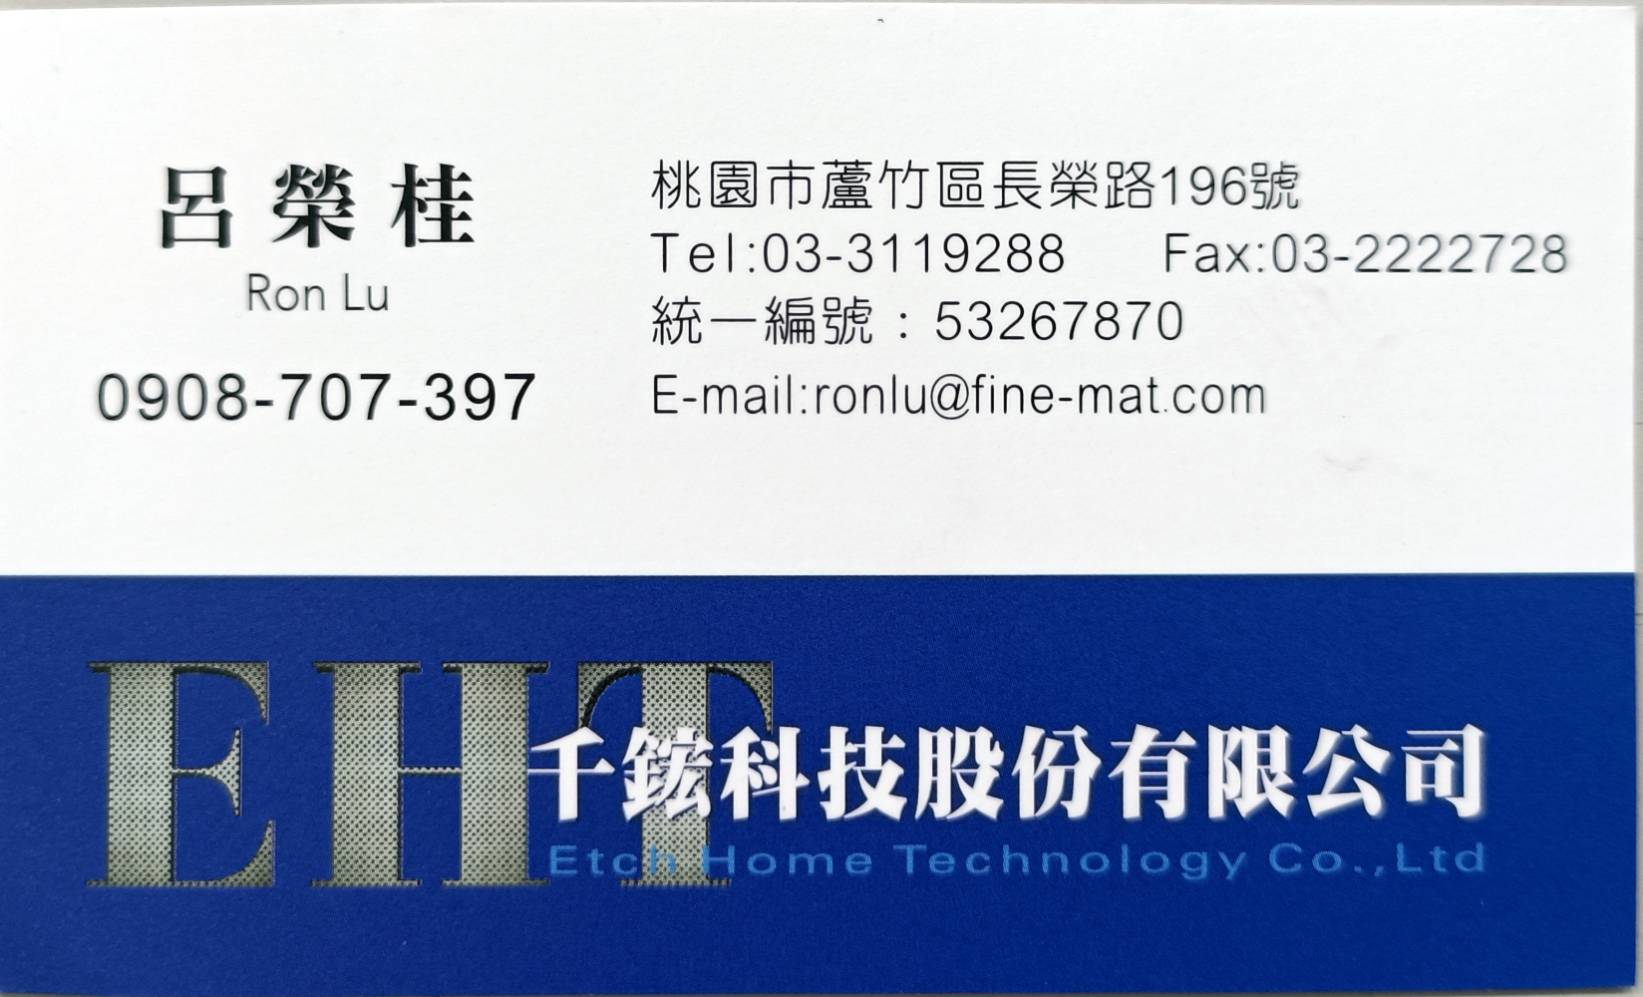 呂榮桂
Ron Lu
0908-707-397
桃園市蘆竹區長榮路196號
Tel:03-3119288 Fax:03-2222728
統一編號：53267870
E-mail:ronlu@fine-mat.com
EHT
千鋐科技股份有限公司
Etch Home Technology Co.,Ltd